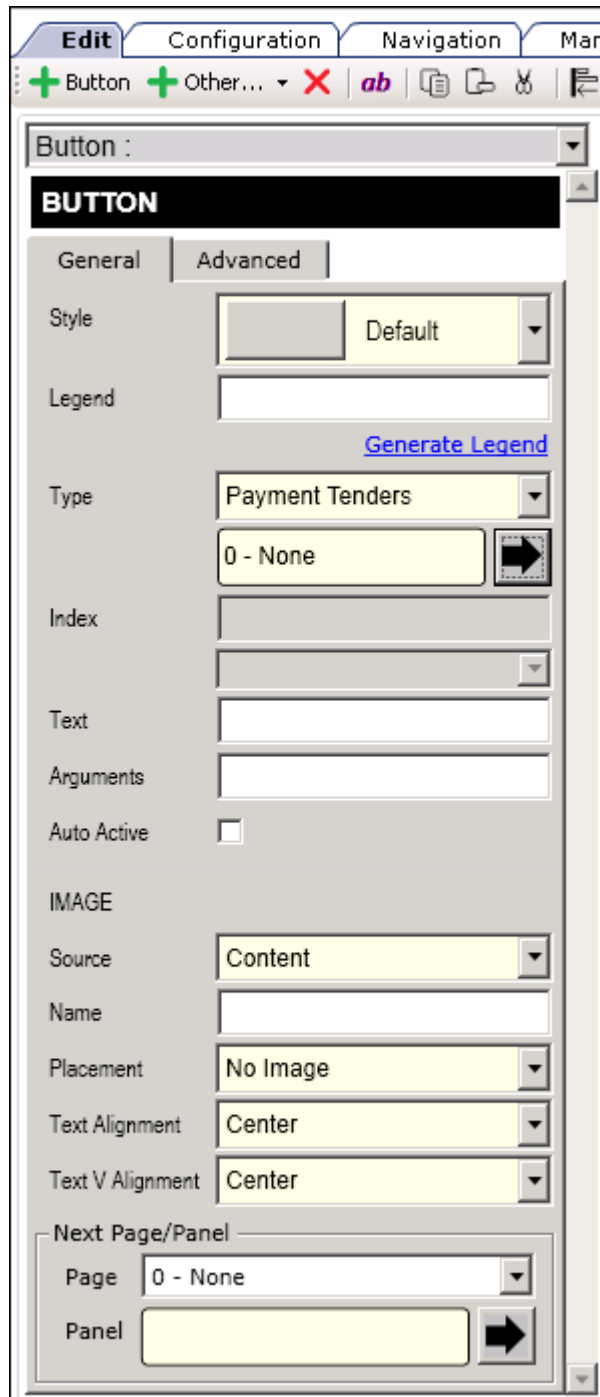 Edit Configuration Navigation
Button Other... ab
Button :
BUTTON
General Advanced
Style Default
Legend
Generate Legend
Type Payment Tenders
0 - None
Index
Text
Arguments
Auto Active
IMAGE
Source Content
Name
Placement No Image
Text Alignment Center
Text V Alignment Center
Next Page/Panel
Page 0 - None
Panel